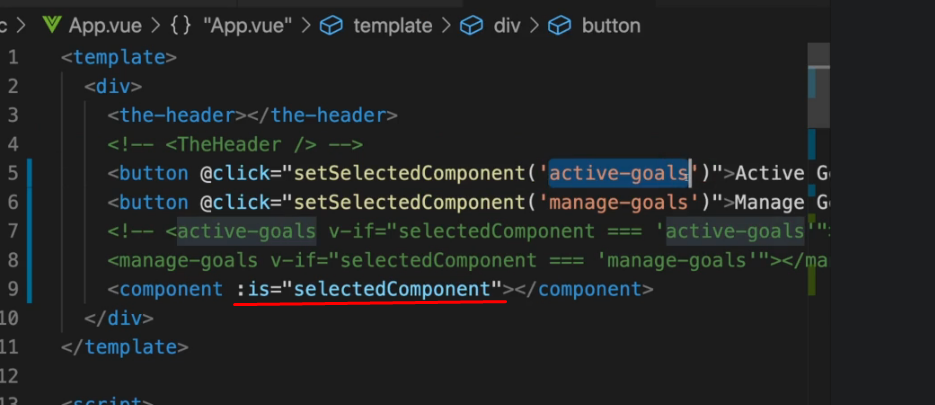 c > App.vue > {} "App.vue" > template > div > button
1 <template>
2 <div>
3 <the-header></the-header>
4 <!-- <TheHeader /> -->
5 <button @click="setSelectedComponent('active-goals')">Active G
6 <button @click="setSelectedComponent('manage-goals')">Manage G
7 <!-- <active-goals v-if="selectedComponent === 'active-goals'">
8 <manage-goals v-if="selectedComponent === 'manage-goals'"></ma
9 <component :is="selectedComponent"></component>
10 </div>
11 </template>
12
13 <script>